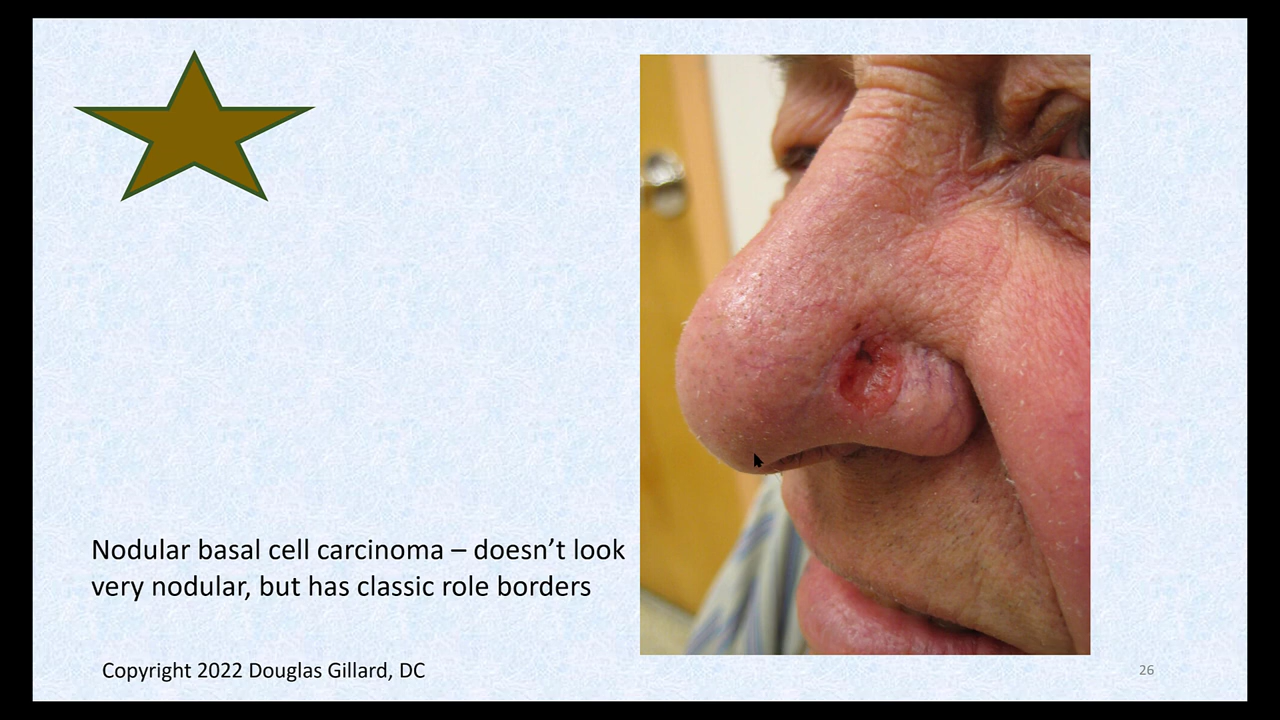 Nodular basal cell carcinoma – doesn’t look
very nodular, but has classic role borders
Copyright 2022 Douglas Gillard, DC
26